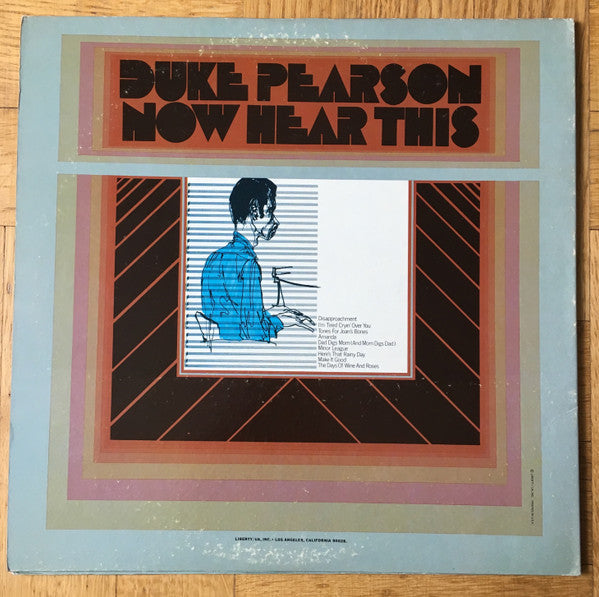 DUKE PEARSON
NOW HEAR THIS
Disapproachment
I'm Tired Cryin' Over You
Tones For Joan's Bones
Amanda
Dad Digs Mom (And Mom Digs Dad)
Minor League
Here's That Rainy Day
Make It Good
The Days Of Wine And Roses
LIBERTY/UA, INC. • LOS ANGELES, CALIFORNIA 90028.